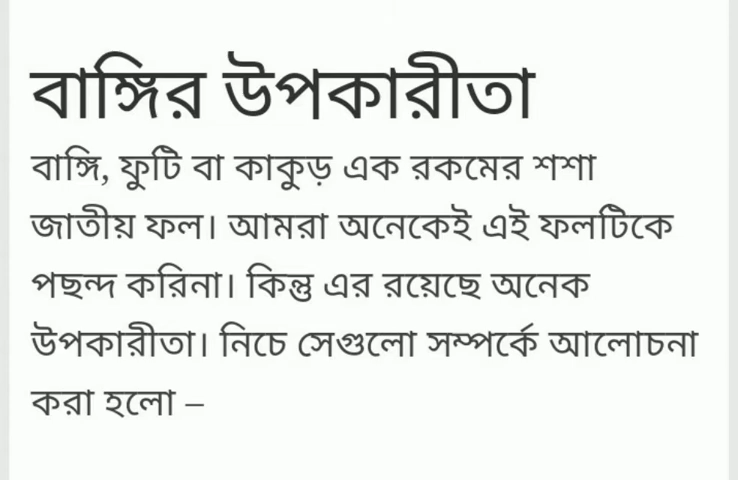 বাঙ্গির উপকারীতা
বাঙ্গি, ফুটি বা কাকুড় এক রকমের শশা
জাতীয় ফল। আমরা অনেকেই এই ফলটিকে
পছন্দ করিনা। কিন্তু এর রয়েছে অনেক
উপকারীতা। নিচে সেগুলো সম্পর্কে আলোচনা
করা হলো –